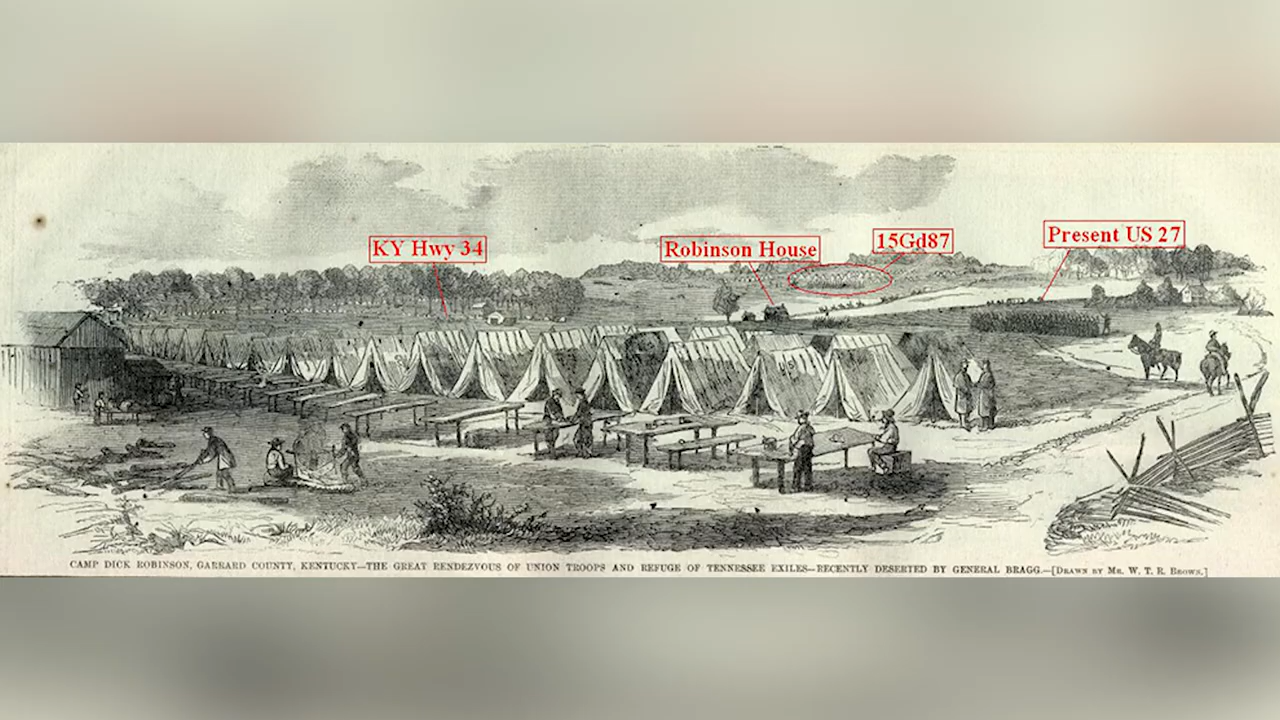 KY Hwy 34
Robinson House
15Gd87
Present US 27
US
CAMP DICK ROBINSON, GARRARD COUNTY, KENTUCKY—THE GREAT RENDEZVOUS OF UNION TROOPS AND REFUGE OF TENNESSEE EXILES—RECENTLY DESERTED BY GENERAL BRAGG.—[DRAWN BY MR. W. T. R. BROWN.]